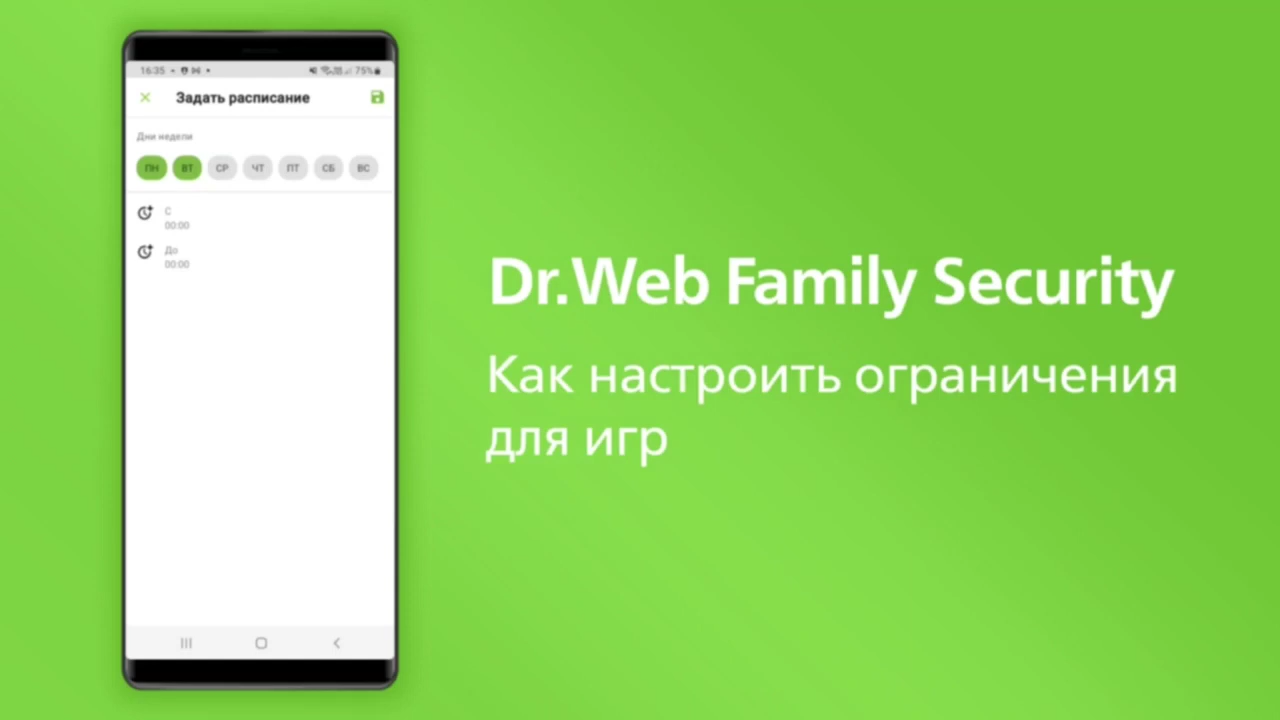 16:35
75%
Задать расписание
Дни недели
ПН ВТ СР ЧТ ПТ СБ ВС
С
00:00
До
00:00
Dr.Web Family Security
Как настроить ограничения
для игр